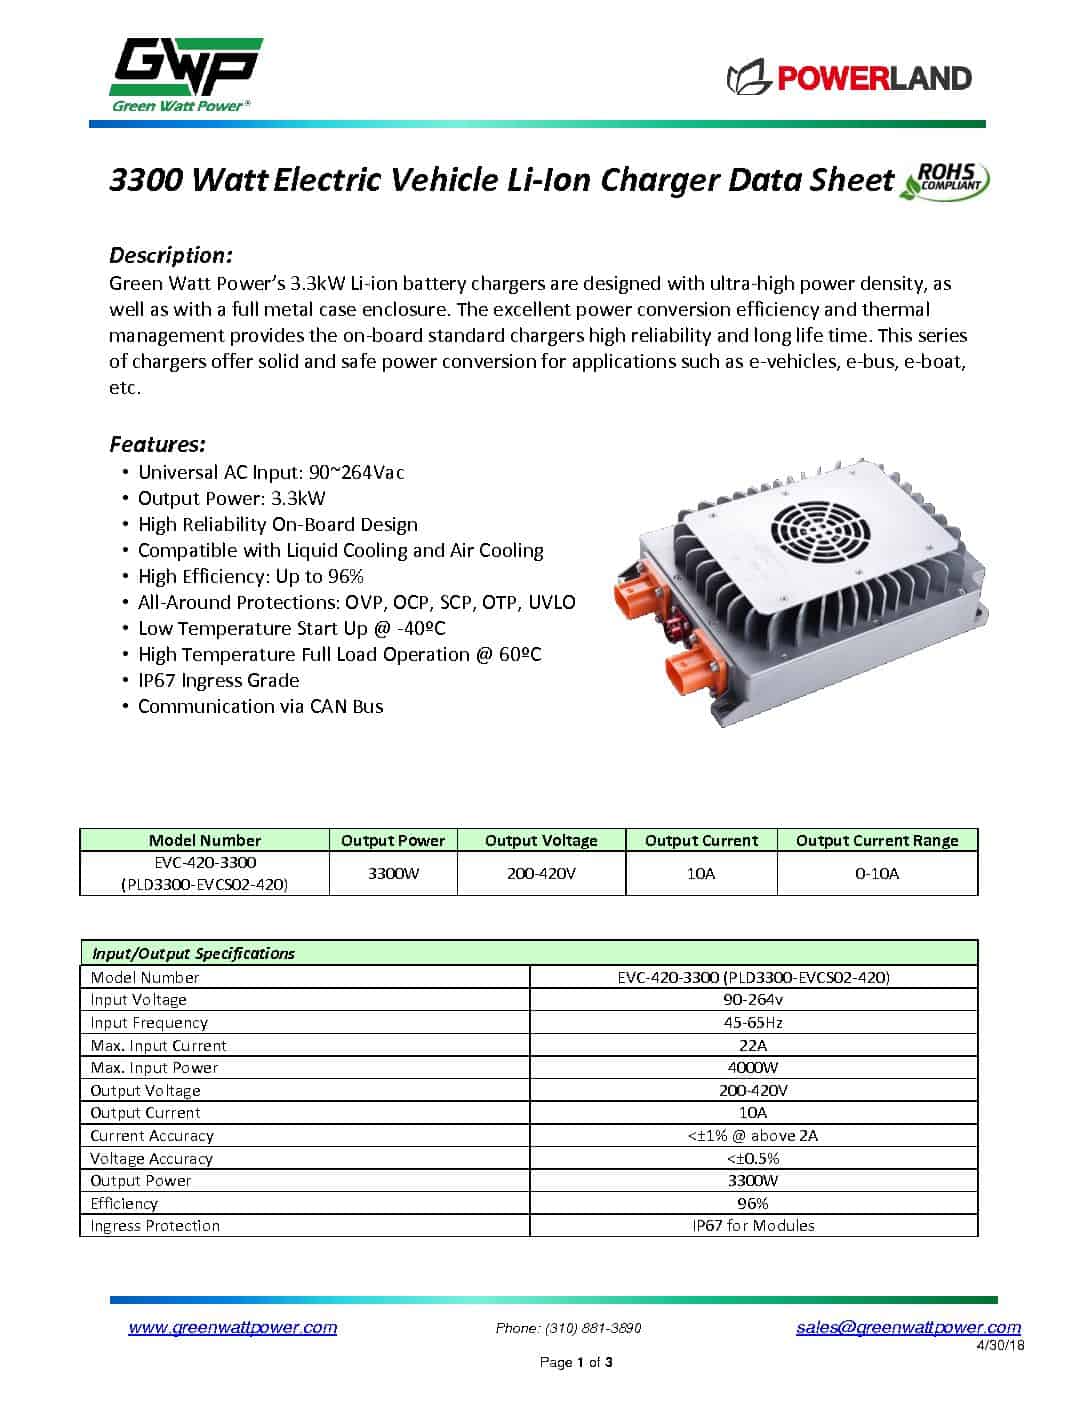 GWP
Green Watt Power®
POWERLAND
3300 Watt Electric Vehicle Li-Ion Charger Data Sheet
ROHS
COMPLIANT
Description:
Green Watt Power’s 3.3kW Li-ion battery chargers are designed with ultra-high power density, as
well as with a full metal case enclosure. The excellent power conversion efficiency and thermal
management provides the on-board standard chargers high reliability and long life time. This series
of chargers offer solid and safe power conversion for applications such as e-vehicles, e-bus, e-boat,
etc.
Features:
• Universal AC Input: 90~264Vac
• Output Power: 3.3kW
• High Reliability On-Board Design
• Compatible with Liquid Cooling and Air Cooling
• High Efficiency: Up to 96%
• All-Around Protections: OVP, OCP, SCP, OTP, UVLO
• Low Temperature Start Up @ -40ºC
• High Temperature Full Load Operation @ 60ºC
• IP67 Ingress Grade
• Communication via CAN Bus
Model Number Output Power Output Voltage Output Current Output Current Range
EVC-420-3300
(PLD3300-EVCS02-420) 3300W 200-420V 10A 0-10A
Input/Output Specifications
Model Number EVC-420-3300 (PLD3300-EVCS02-420)
Input Voltage 90-264v
Input Frequency 45-65Hz
Max. Input Current 22A
Max. Input Power 4000W
Output Voltage 200-420V
Output Current 10A
Current Accuracy <±1% @ above 2A
Voltage Accuracy <±0.5%
Output Power 3300W
Efficiency 96%
Ingress Protection IP67 for Modules
www.greenwattpower.com Phone: (310) 881-3890 sales@greenwattpower.com
4/30/18
Page 1 of 3